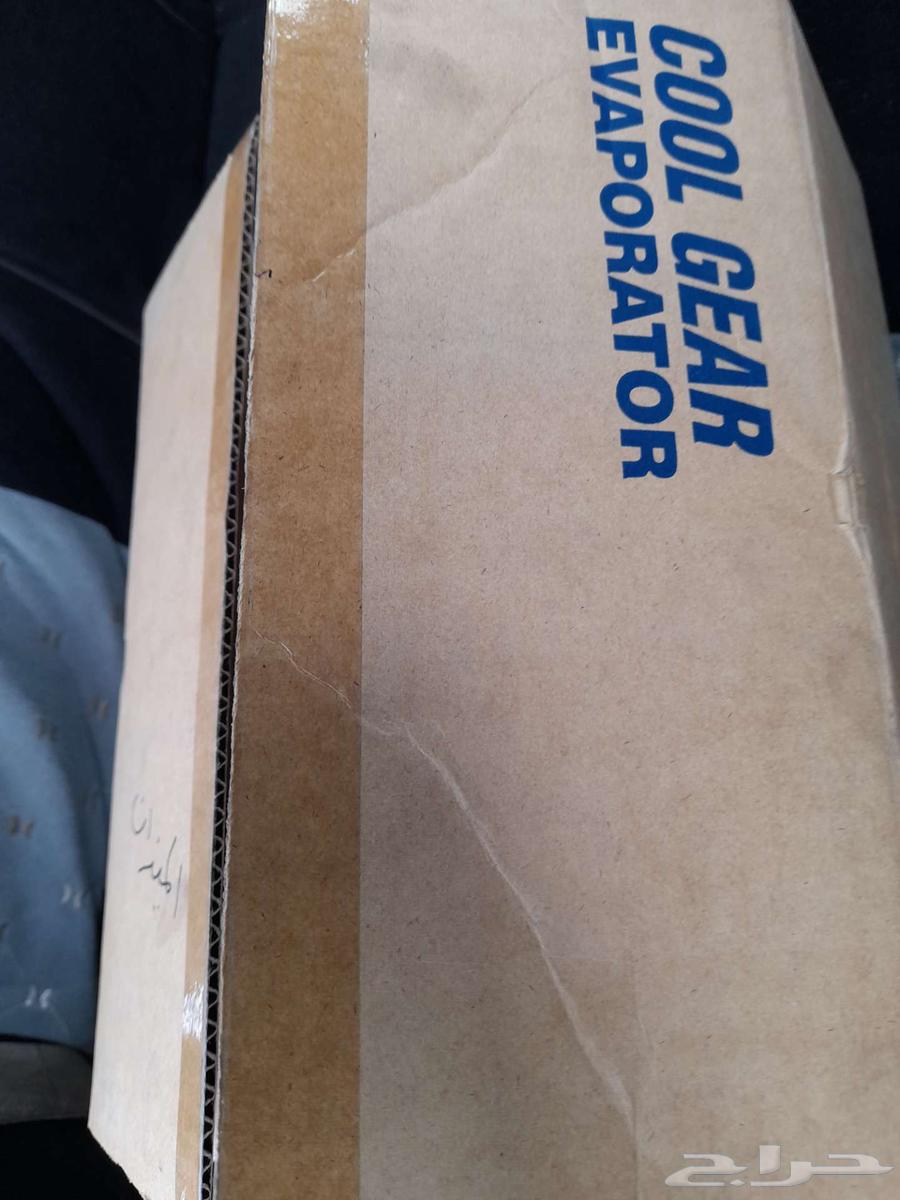 COOL GEAR
EVAPORATOR
حراج